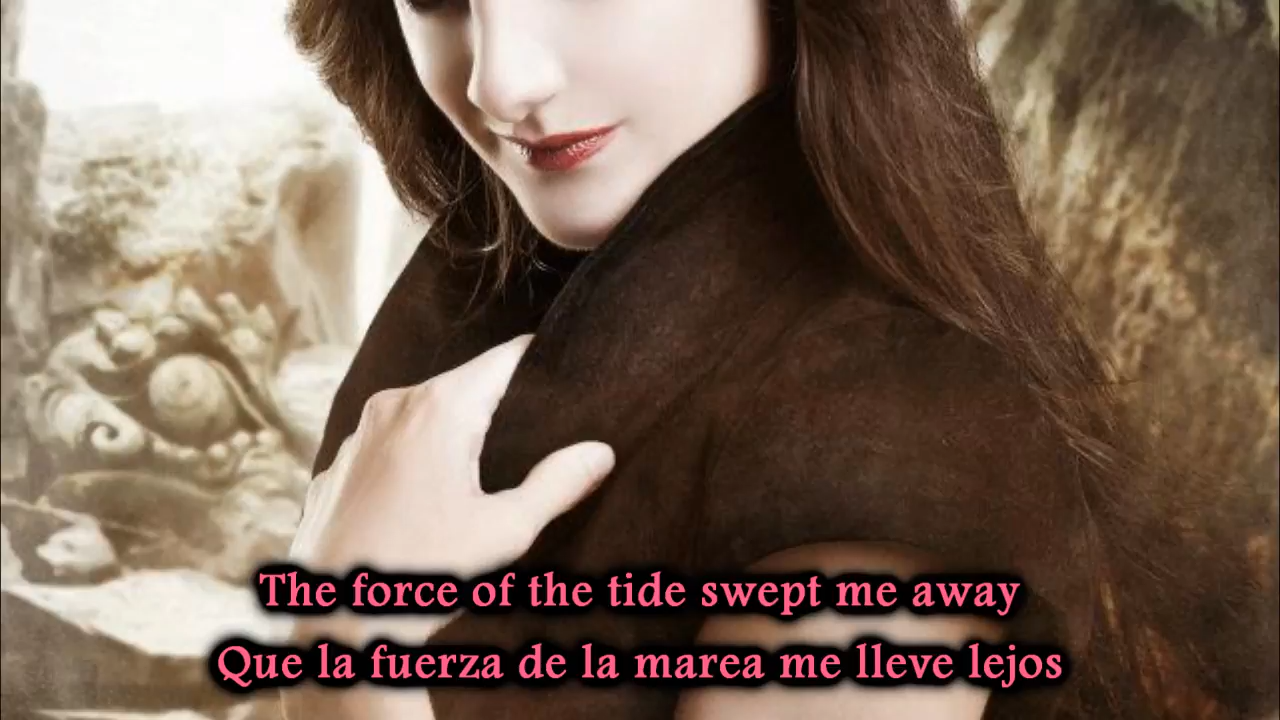 The force of the tide swept me away
Que la fuerza de la marea me lleve lejos